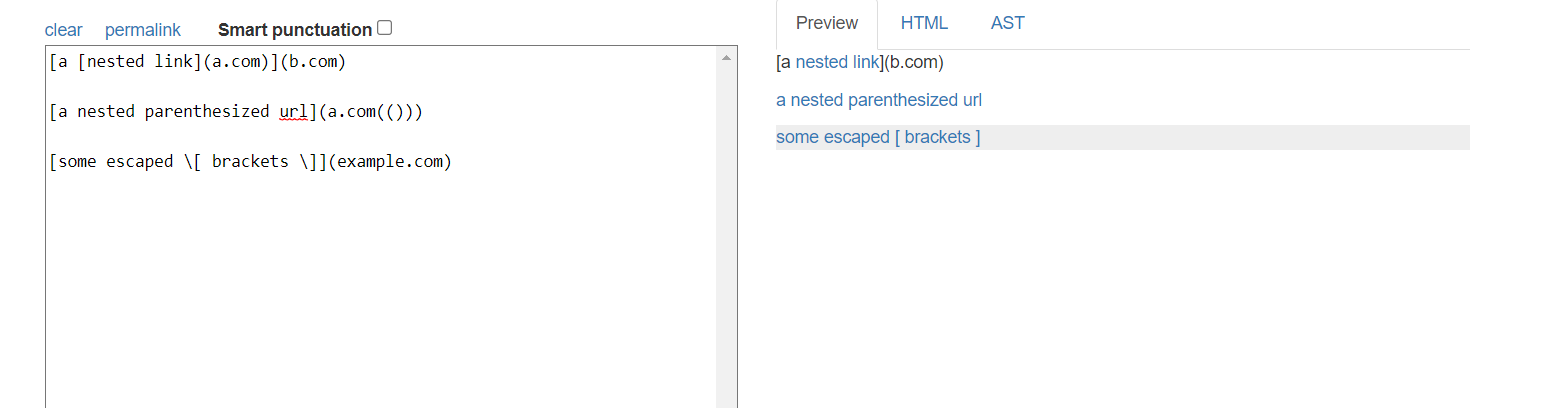 clear permalink Smart punctuation
[a [nested link](a.com)](b.com)
[a nested parenthesized url](a.com(()))
[some escaped \[ brackets \]](example.com)
Preview HTML AST
[a nested link](b.com)
a nested parenthesized url
some escaped [ brackets ]